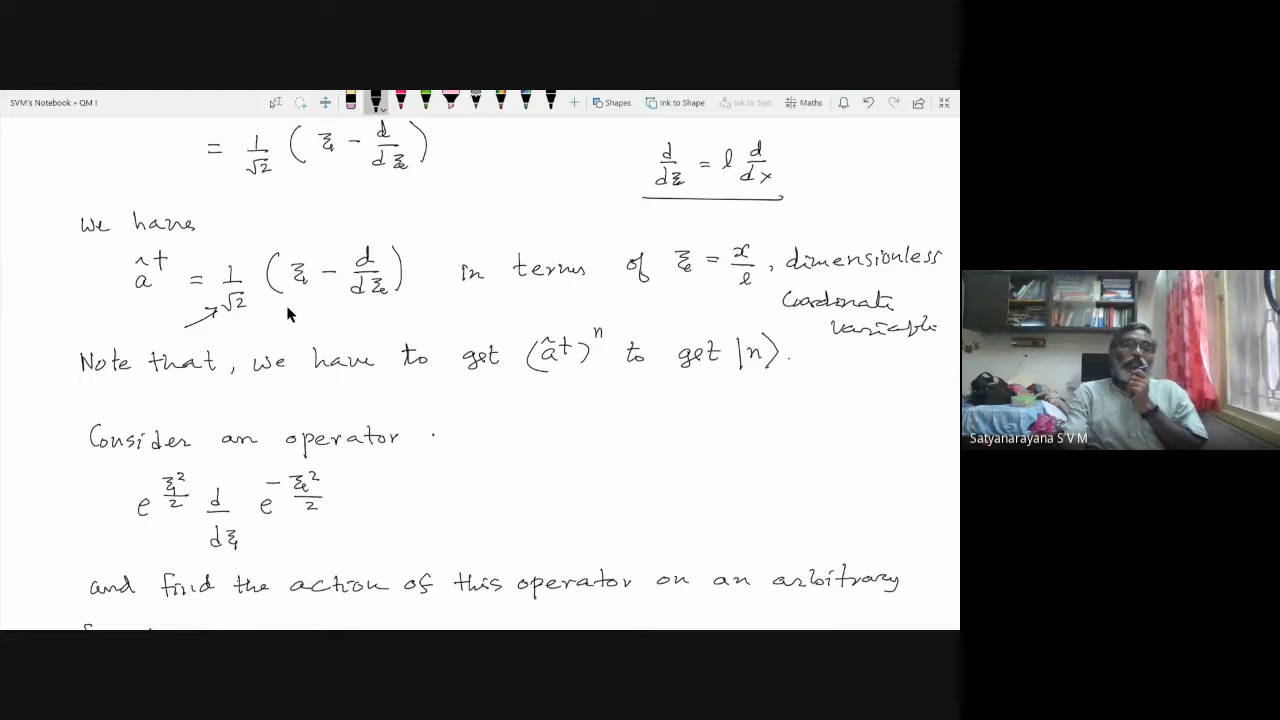 SVM's Notebook » QM I
Shapes Ink to Shape Ink to Text Maths
= 1/√2 (ξ − d/dξ)
d/dξ = l d/dx
We have
â† = 1/√2 (ξ − d/dξ) in terms of ξ = x/l, dimensionless
Coordinate
variable
Note that, we have to get (â†)ⁿ to get |n⟩.
Consider an operator
e^(ξ²/2) d/dξ e^(−ξ²/2)
and find the action of this operator on an arbitrary
Satyanarayana S V M